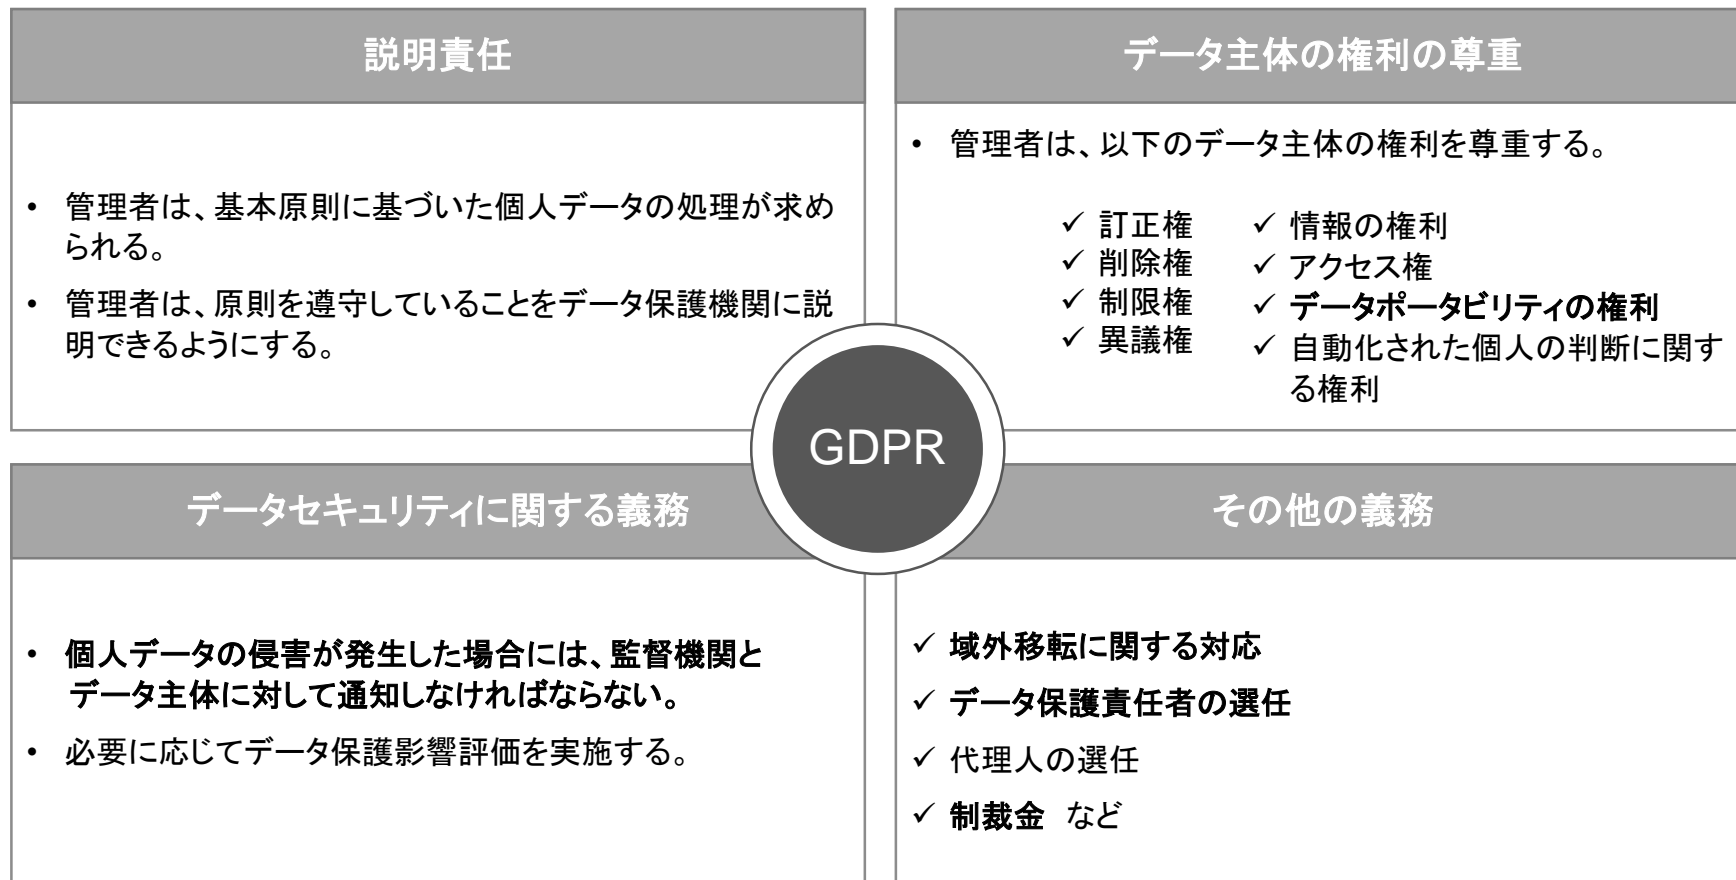 説明責任
• 管理者は、基本原則に基づいた個人データの処理が求め
られる。
• 管理者は、原則を遵守していることをデータ保護機関に説
明できるようにする。
データ主体の権利の尊重
• 管理者は、以下のデータ主体の権利を尊重する。
✓ 訂正権
✓ 削除権
✓ 制限権
✓ 異議権
✓ 情報の権利
✓ アクセス権
✓ データポータビリティの権利
✓ 自動化された個人の判断に関す
る権利
GDPR
データセキュリティに関する義務
• 個人データの侵害が発生した場合には、監督機関と
データ主体に対して通知しなければならない。
• 必要に応じてデータ保護影響評価を実施する。
その他の義務
✓ 域外移転に関する対応
✓ データ保護責任者の選任
✓ 代理人の選任
✓ 制裁金 など